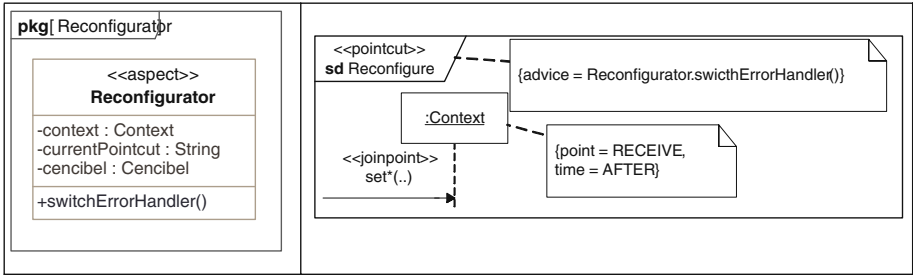 pkg[ Reconfigurator
<<aspect>>
Reconfigurator
-context : Context
-currentPointcut : String
-cencibel : Cencibel
+switchErrorHandler()
<<pointcut>>
sd Reconfigure
{advice = Reconfigurator.swicthErrorHandler()}
:Context
{point = RECEIVE,
time = AFTER}
<<joinpoint>>
set*(..)